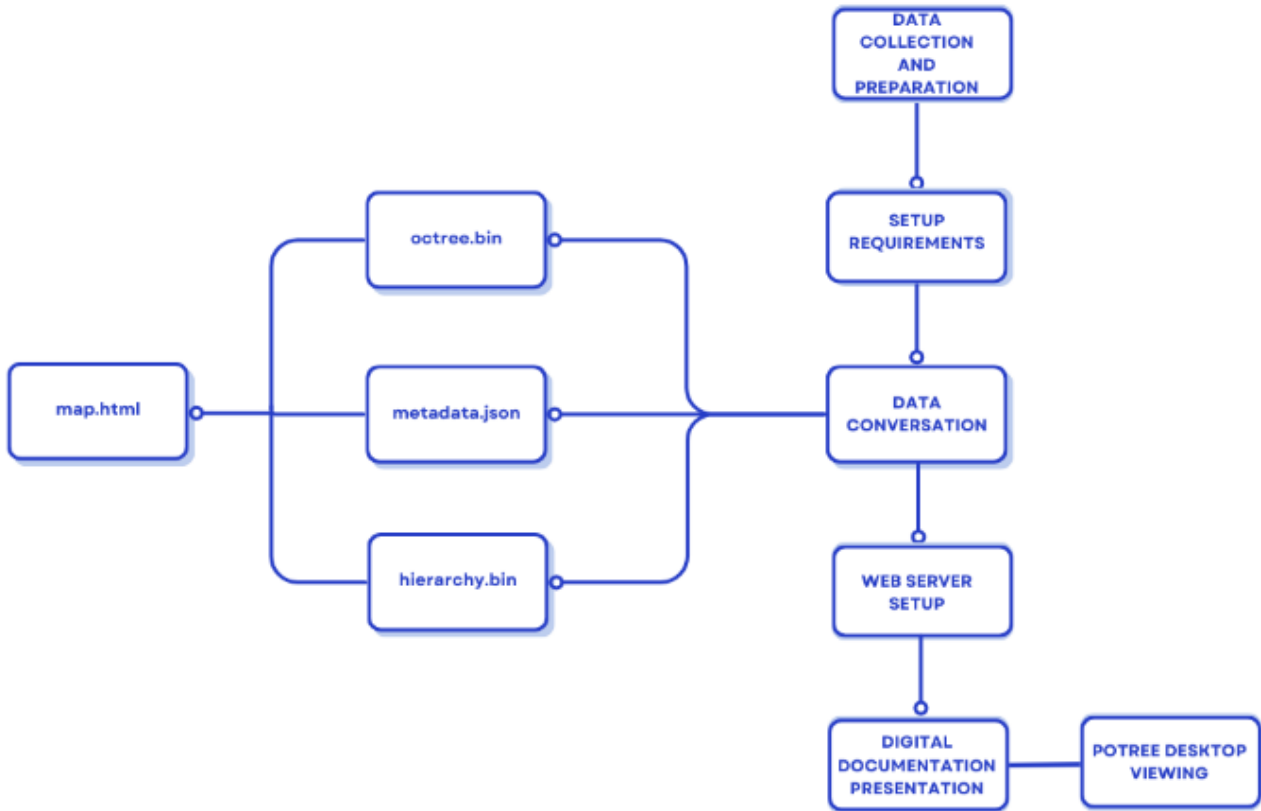 DATA
COLLECTION
AND
PREPARATION
SETUP
REQUIREMENTS
octree.bin
map.html
metadata.json
DATA
CONVERSATION
hierarchy.bin
WEB SERVER
SETUP
DIGITAL
DOCUMENTATION
PRESENTATION
POTREE DESKTOP
VIEWING